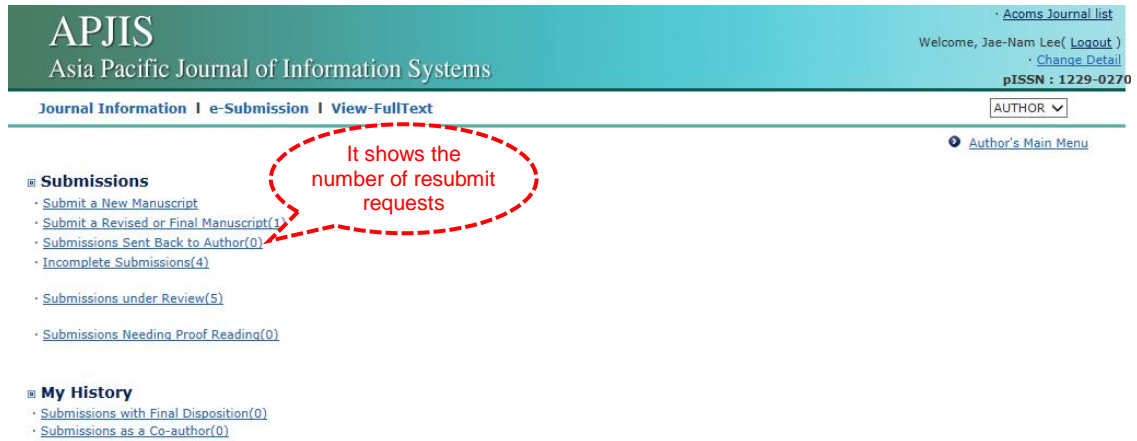 · Acoms Journal list
APJIS
Asia Pacific Journal of Information Systems
Welcome, Jae-Nam Lee( Logout )
· Change Detail
pISSN : 1229-0270
Journal Information l e-Submission l View-FullText
AUTHOR
Author's Main Menu
It shows the
number of resubmit
requests
Submissions
· Submit a New Manuscript
· Submit a Revised or Final Manuscript(1)
· Submissions Sent Back to Author(0)
· Incomplete Submissions(4)
· Submissions under Review(5)
· Submissions Needing Proof Reading(0)
My History
· Submissions with Final Disposition(0)
· Submissions as a Co-author(0)